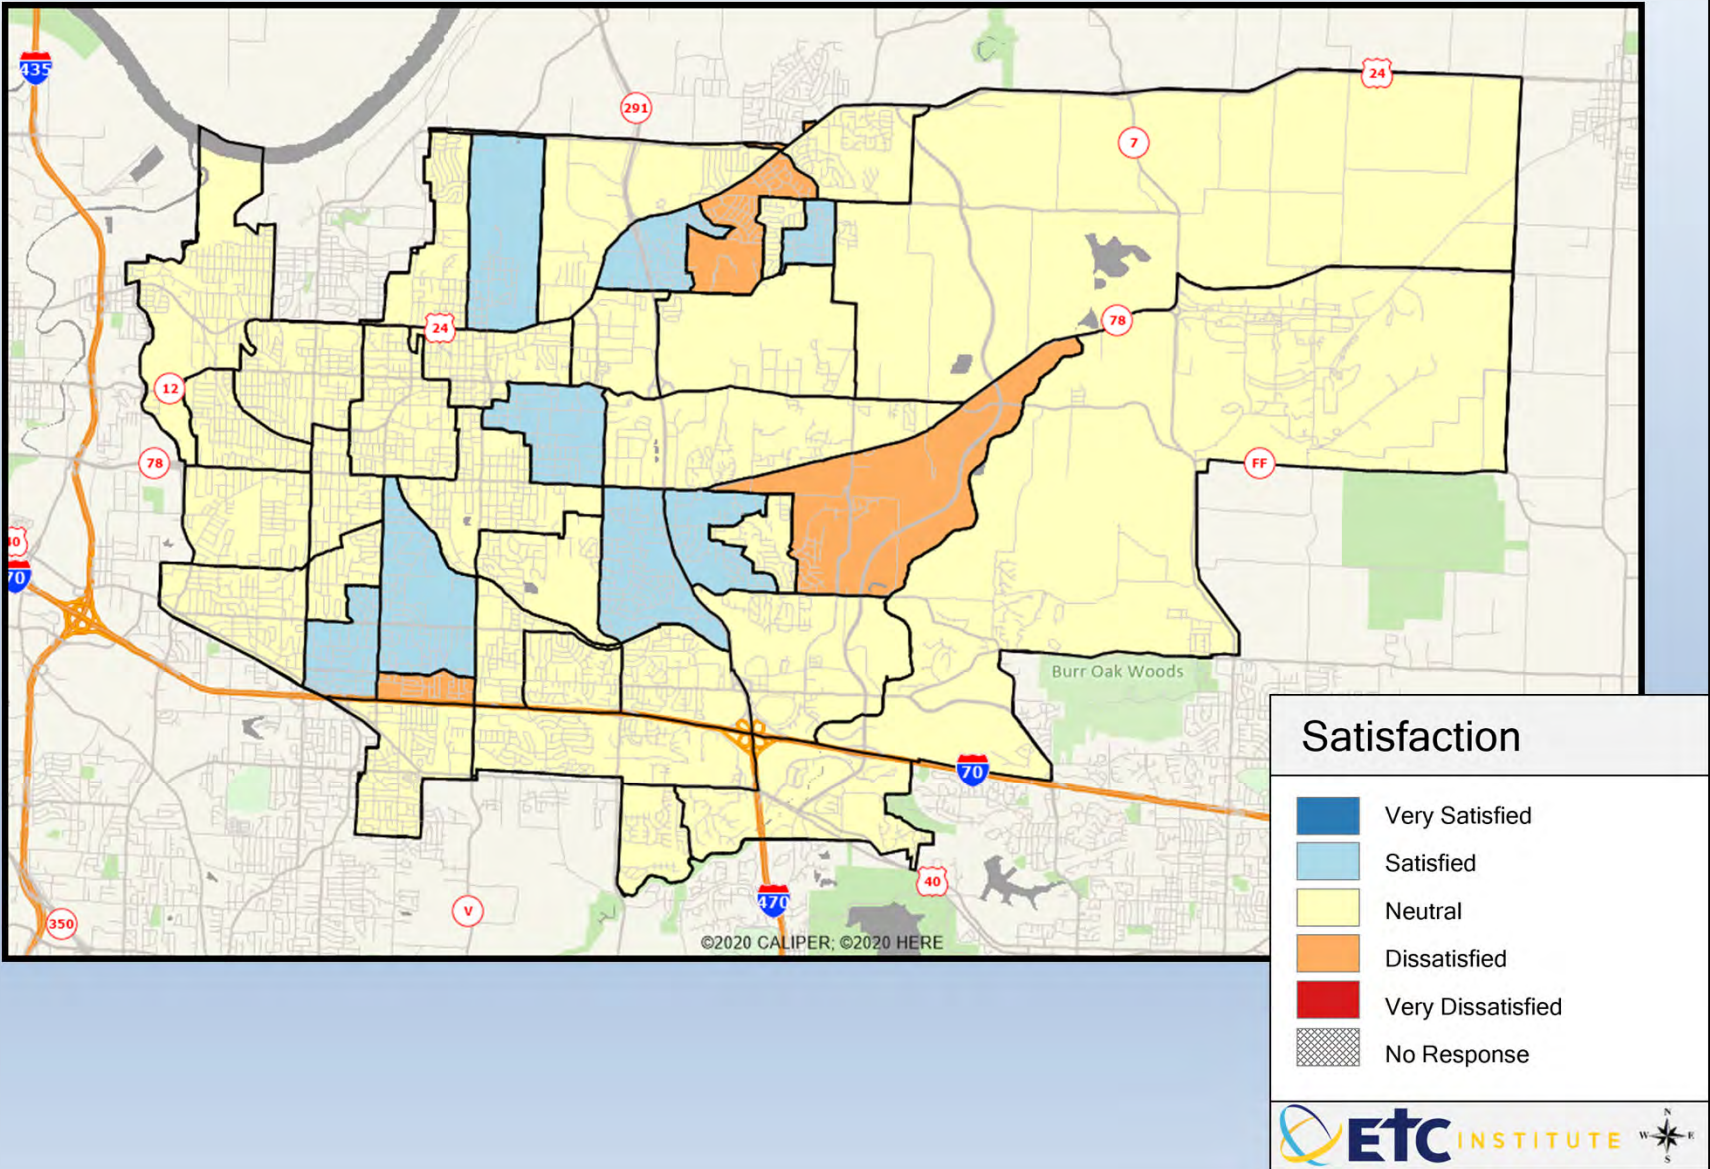 435
24
291
7
24
78
12
78
FF
40
70
Burr Oak Woods
70
40
470
V
350
©2020 CALIPER; ©2020 HERE
Satisfaction
Very Satisfied
Satisfied
Neutral
Dissatisfied
Very Dissatisfied
No Response
ETC INSTITUTE
N
W E
S